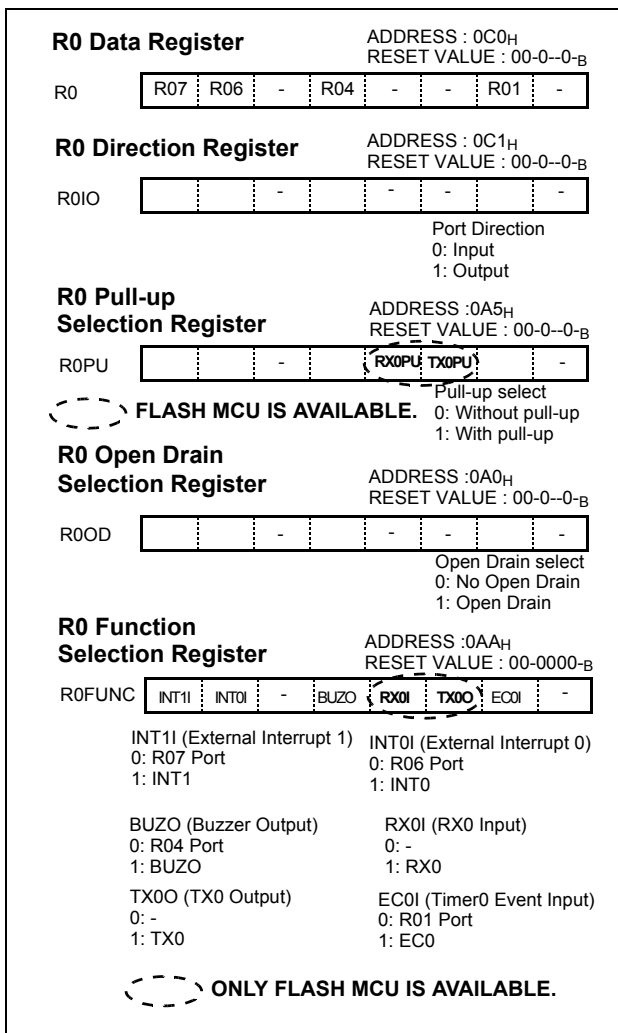 R0 Data Register
ADDRESS : 0C0H
RESET VALUE : 00-0--0-B
R0 R07 R06 - R04 - - R01 -
R0 Direction Register
ADDRESS : 0C1H
RESET VALUE : 00-0--0-B
R0IO - - - -
Port Direction
0: Input
1: Output
R0 Pull-up
Selection Register
ADDRESS :0A5H
RESET VALUE : 00-0--0-B
R0PU - RX0PU TX0PU -
FLASH MCU IS AVAILABLE.
Pull-up select
0: Without pull-up
1: With pull-up
R0 Open Drain
Selection Register
ADDRESS :0A0H
RESET VALUE : 00-0--0-B
R0OD - - - -
Open Drain select
0: No Open Drain
1: Open Drain
R0 Function
Selection Register
ADDRESS :0AAH
RESET VALUE : 00-0000-B
R0FUNC INT1I INT0I - BUZO RX0I TX0O EC0I -
INT1I (External Interrupt 1)
0: R07 Port
1: INT1
INT0I (External Interrupt 0)
0: R06 Port
1: INT0
BUZO (Buzzer Output)
0: R04 Port
1: BUZO
RX0I (RX0 Input)
0: -
1: RX0
TX0O (TX0 Output)
0: -
1: TX0
EC0I (Timer0 Event Input)
0: R01 Port
1: EC0
ONLY FLASH MCU IS AVAILABLE.